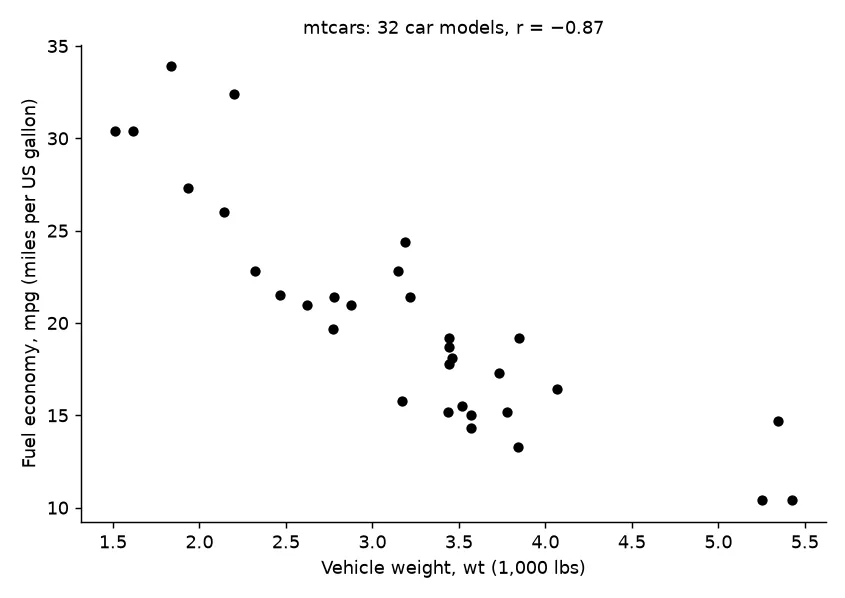 mtcars: 32 car models, r = −0.87
Fuel economy, mpg (miles per US gallon)
35
30
25
20
15
10
1.5 2.0 2.5 3.0 3.5 4.0 4.5 5.0 5.5
Vehicle weight, wt (1,000 lbs)